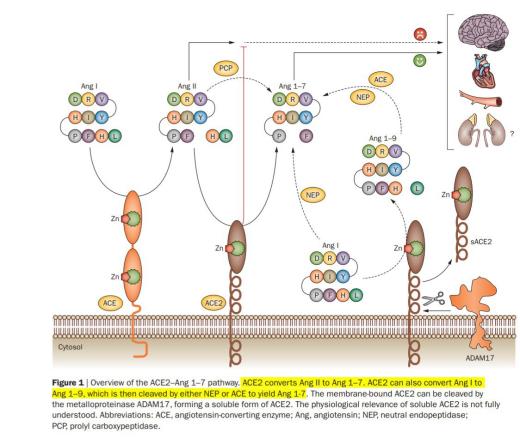 Ang I
Ang II
PCP
Ang 1–7
ACE
NEP
?
D R V
H I Y
P F H L
D R V
H I Y
P F
H L
D R V
H I Y
P
F
Ang 1–9
D R V
H I Y
P F H
L
Zn
Zn
Zn
Zn
Zn
NEP
Ang I
D R V
H I Y
P F H L
sACE2
ACE
ACE2
Cytosol
ADAM17
Figure 1 | Overview of the ACE2–Ang 1–7 pathway. ACE2 converts Ang II to Ang 1–7. ACE2 can also convert Ang I to
Ang 1–9, which is then cleaved by either NEP or ACE to yield Ang 1-7. The membrane-bound ACE2 can be cleaved by
the metalloproteinase ADAM17, forming a soluble form of ACE2. The physiological relevance of soluble ACE2 is not fully
understood. Abbreviations: ACE, angiotensin-converting enzyme; Ang, angiotensin; NEP, neutral endopeptidase;
PCP, prolyl carboxypeptidase.